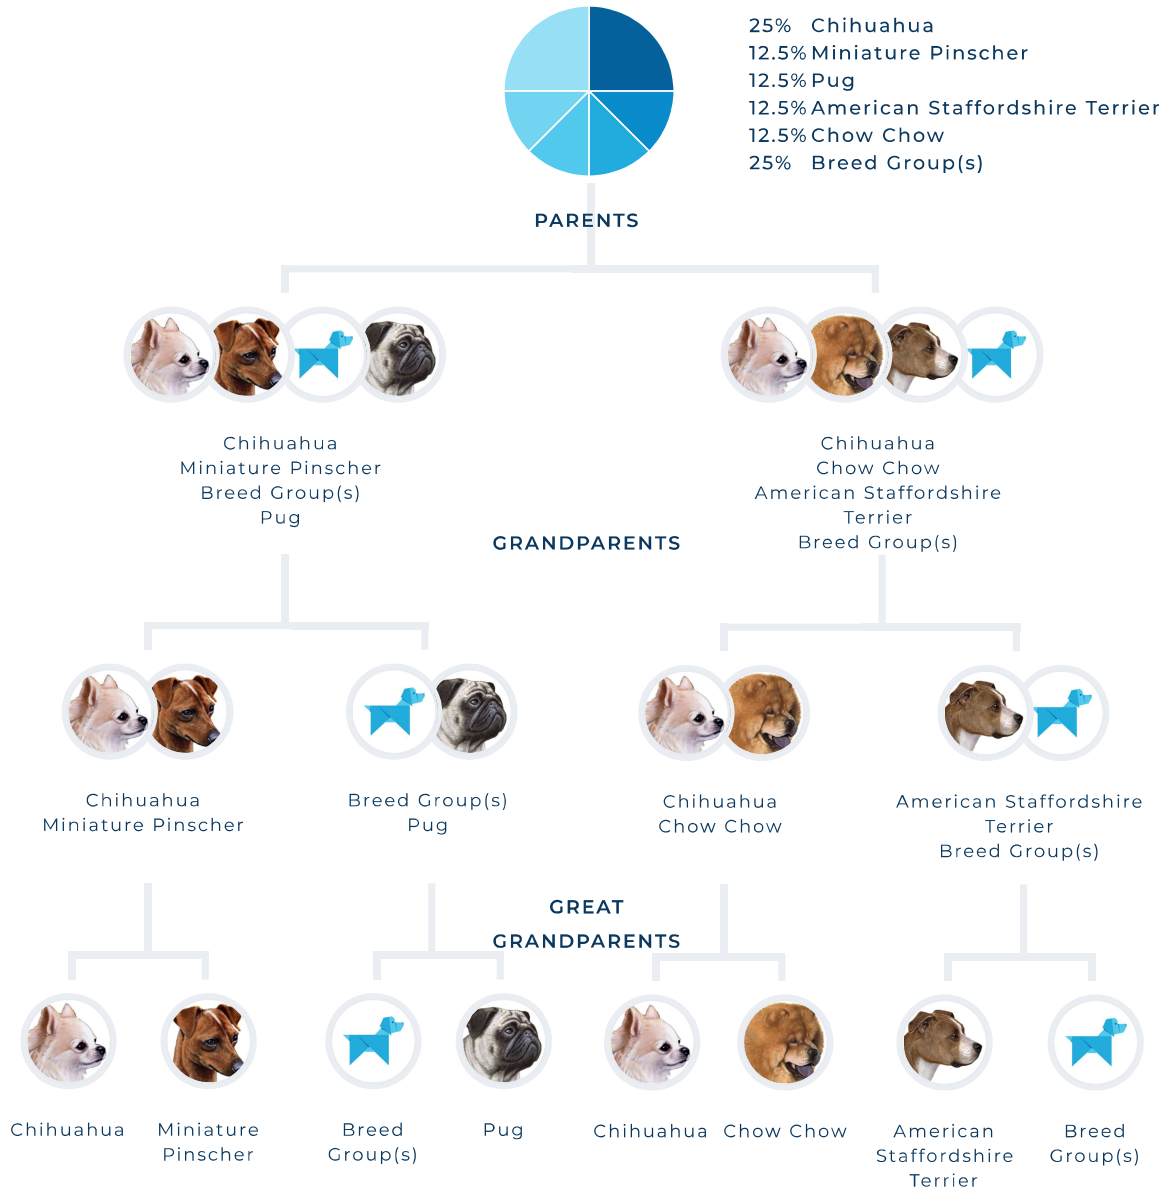 25% Chihuahua
12.5% Miniature Pinscher
12.5% Pug
12.5% American Staffordshire Terrier
12.5% Chow Chow
25% Breed Group(s)
PARENTS
Chihuahua
Miniature Pinscher
Breed Group(s)
Pug
Chihuahua
Chow Chow
American Staffordshire
Terrier
Breed Group(s)
GRANDPARENTS
Chihuahua
Miniature Pinscher
Breed Group(s)
Pug
Chihuahua
Chow Chow
American Staffordshire
Terrier
Breed Group(s)
GREAT
GRANDPARENTS
Chihuahua
Miniature
Pinscher
Breed
Group(s)
Pug
Chihuahua
Chow Chow
American
Staffordshire
Terrier
Breed
Group(s)